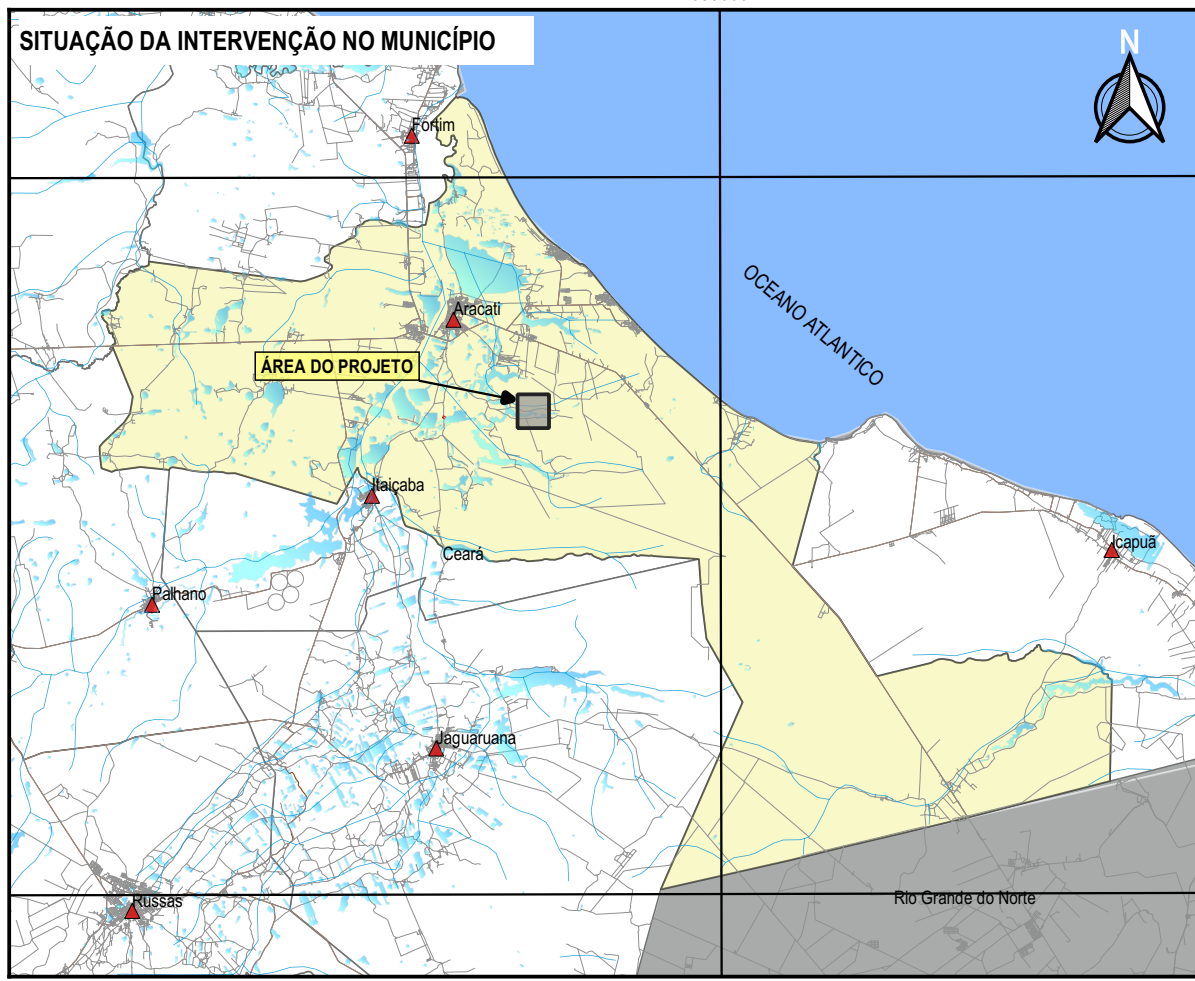 SITUAÇÃO DA INTERVENÇÃO NO MUNICÍPIO
N
Fortim
OCEANO ATLANTICO
Aracati
ÁREA DO PROJETO
Itaiçaba
Icapuã
Ceará
Palhano
Jaguaruana
Rio Grande do Norte
Russas